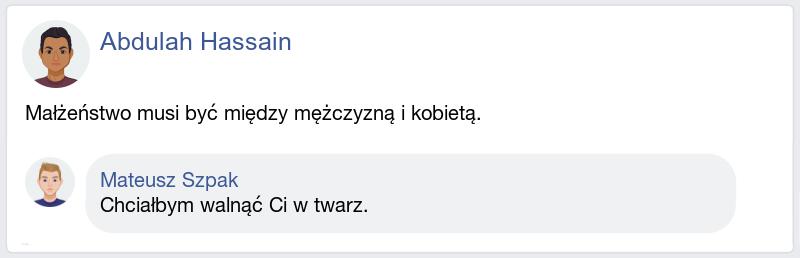 Abdulah Hassain
Małżeństwo musi być między mężczyzną i kobietą.
Mateusz Szpak
Chciałbym walnąć Ci w twarz.